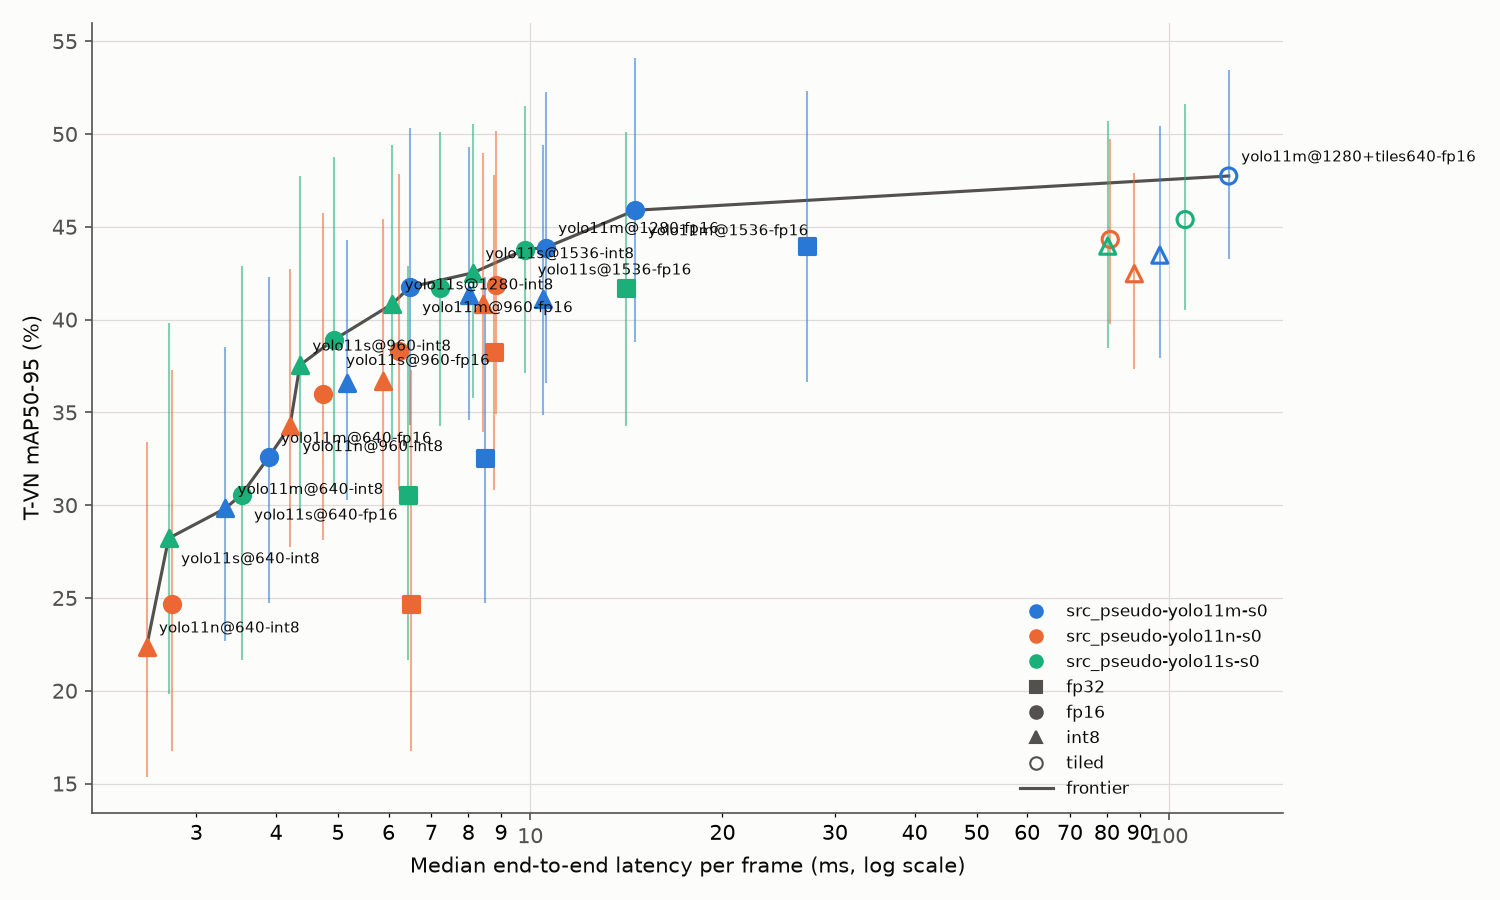 T-VN mAP50-95 (%)
55
50
45
40
35
30
25
20
15
yolo11m@1280+tiles640-fp16
yolo11m@1280-fp16
yolo11m@1536-fp16
yolo11s@1536-int8
yolo11s@1536-fp16
yolo11s@1280-int8
yolo11m@960-fp16
yolo11s@960-int8
yolo11s@960-fp16
yolo11m@640-fp16
yolo11n@960-int8
yolo11m@640-int8
yolo11s@640-fp16
yolo11s@640-int8
yolo11n@640-int8
src_pseudo-yolo11m-s0
src_pseudo-yolo11n-s0
src_pseudo-yolo11s-s0
fp32
fp16
int8
tiled
frontier
3 4 5 6 7 8 9 10 20 30 40 50 60 70 80 90 100
Median end-to-end latency per frame (ms, log scale)